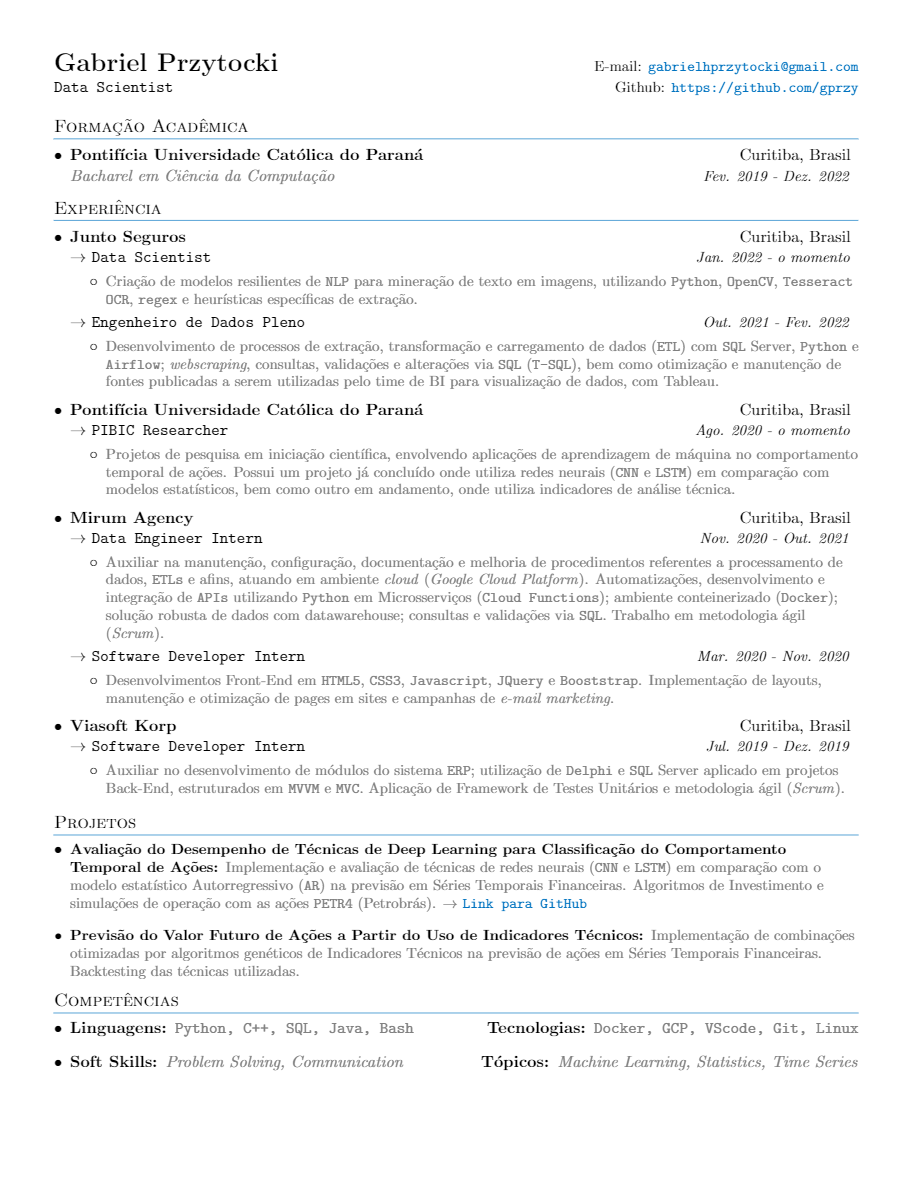 Gabriel Przytocki
E-mail: gabrielhprzytocki@gmail.com
Data Scientist
Github: https://github.com/gprzy
Formação Acadêmica
• Pontifícia Universidade Católica do Paraná Curitiba, Brasil
Bacharel em Ciência da Computação Fev. 2019 - Dez. 2022
Experiência
• Junto Seguros Curitiba, Brasil
→ Data Scientist Jan. 2022 - o momento
○ Criação de modelos resilientes de NLP para mineração de texto em imagens, utilizando Python, OpenCV, Tesseract
OCR, regex e heurísticas específicas de extração.
→ Engenheiro de Dados Pleno Out. 2021 - Fev. 2022
○ Desenvolvimento de processos de extração, transformação e carregamento de dados (ETL) com SQL Server, Python e
Airflow; webscraping, consultas, validações e alterações via SQL (T-SQL), bem como otimização e manutenção de
fontes publicadas a serem utilizadas pelo time de BI para visualização de dados, com Tableau.
• Pontifícia Universidade Católica do Paraná Curitiba, Brasil
→ PIBIC Researcher Ago. 2020 - o momento
○ Projetos de pesquisa em iniciação científica, envolvendo aplicações de aprendizagem de máquina no comportamento
temporal de ações. Possui um projeto já concluído onde utiliza redes neurais (CNN e LSTM) em comparação com
modelos estatísticos, bem como outro em andamento, onde utiliza indicadores de análise técnica.
• Mirum Agency Curitiba, Brasil
→ Data Engineer Intern Nov. 2020 - Out. 2021
○ Auxiliar na manutenção, configuração, documentação e melhoria de procedimentos referentes a processamento de
dados, ETLs e afins, atuando em ambiente cloud (Google Cloud Platform). Automatizações, desenvolvimento e
integração de APIs utilizando Python em Microsserviços (Cloud Functions); ambiente conteinerizado (Docker);
solução robusta de dados com datawarehouse; consultas e validações via SQL. Trabalho em metodologia ágil
(Scrum).
→ Software Developer Intern Mar. 2020 - Nov. 2020
○ Desenvolvimentos Front-End em HTML5, CSS3, Javascript, JQuery e Booststrap. Implementação de layouts,
manutenção e otimização de pages em sites e campanhas de e-mail marketing.
• Viasoft Korp Curitiba, Brasil
→ Software Developer Intern Jul. 2019 - Dez. 2019
○ Auxiliar no desenvolvimento de módulos do sistema ERP; utilização de Delphi e SQL Server aplicado em projetos
Back-End, estruturados em MVVM e MVC. Aplicação de Framework de Testes Unitários e metodologia ágil (Scrum).
Projetos
• Avaliação do Desempenho de Técnicas de Deep Learning para Classificação do Comportamento
Temporal de Ações: Implementação e avaliação de técnicas de redes neurais (CNN e LSTM) em comparação com o
modelo estatístico Autorregressivo (AR) na previsão em Séries Temporais Financeiras. Algoritmos de Investimento e
simulações de operação com as ações PETR4 (Petrobrás). → Link para GitHub
• Previsão do Valor Futuro de Ações a Partir do Uso de Indicadores Técnicos: Implementação de combinações
otimizadas por algoritmos genéticos de Indicadores Técnicos na previsão de ações em Séries Temporais Financeiras.
Backtesting das técnicas utilizadas.
Competências
• Linguagens: Python, C++, SQL, Java, Bash Tecnologias: Docker, GCP, VScode, Git, Linux
• Soft Skills: Problem Solving, Communication Tópicos: Machine Learning, Statistics, Time Series